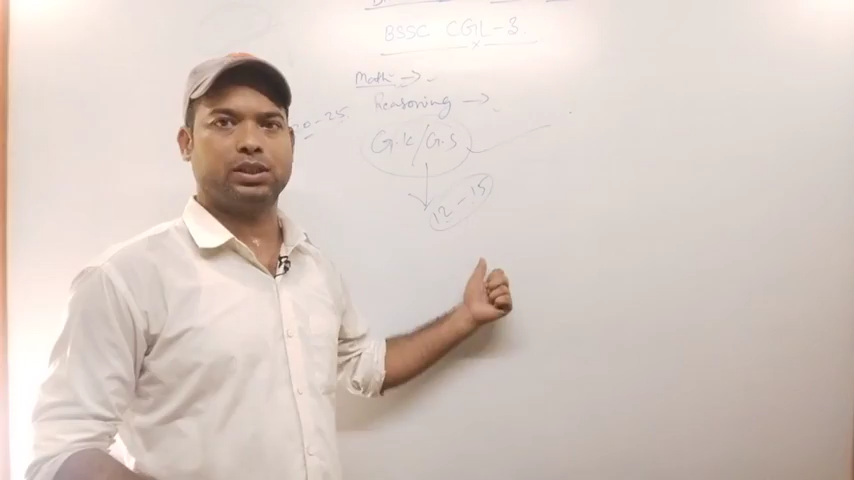 BSSC CGL-3.
Math →
Reasoning →
20-25
G.K/G.S
12-15